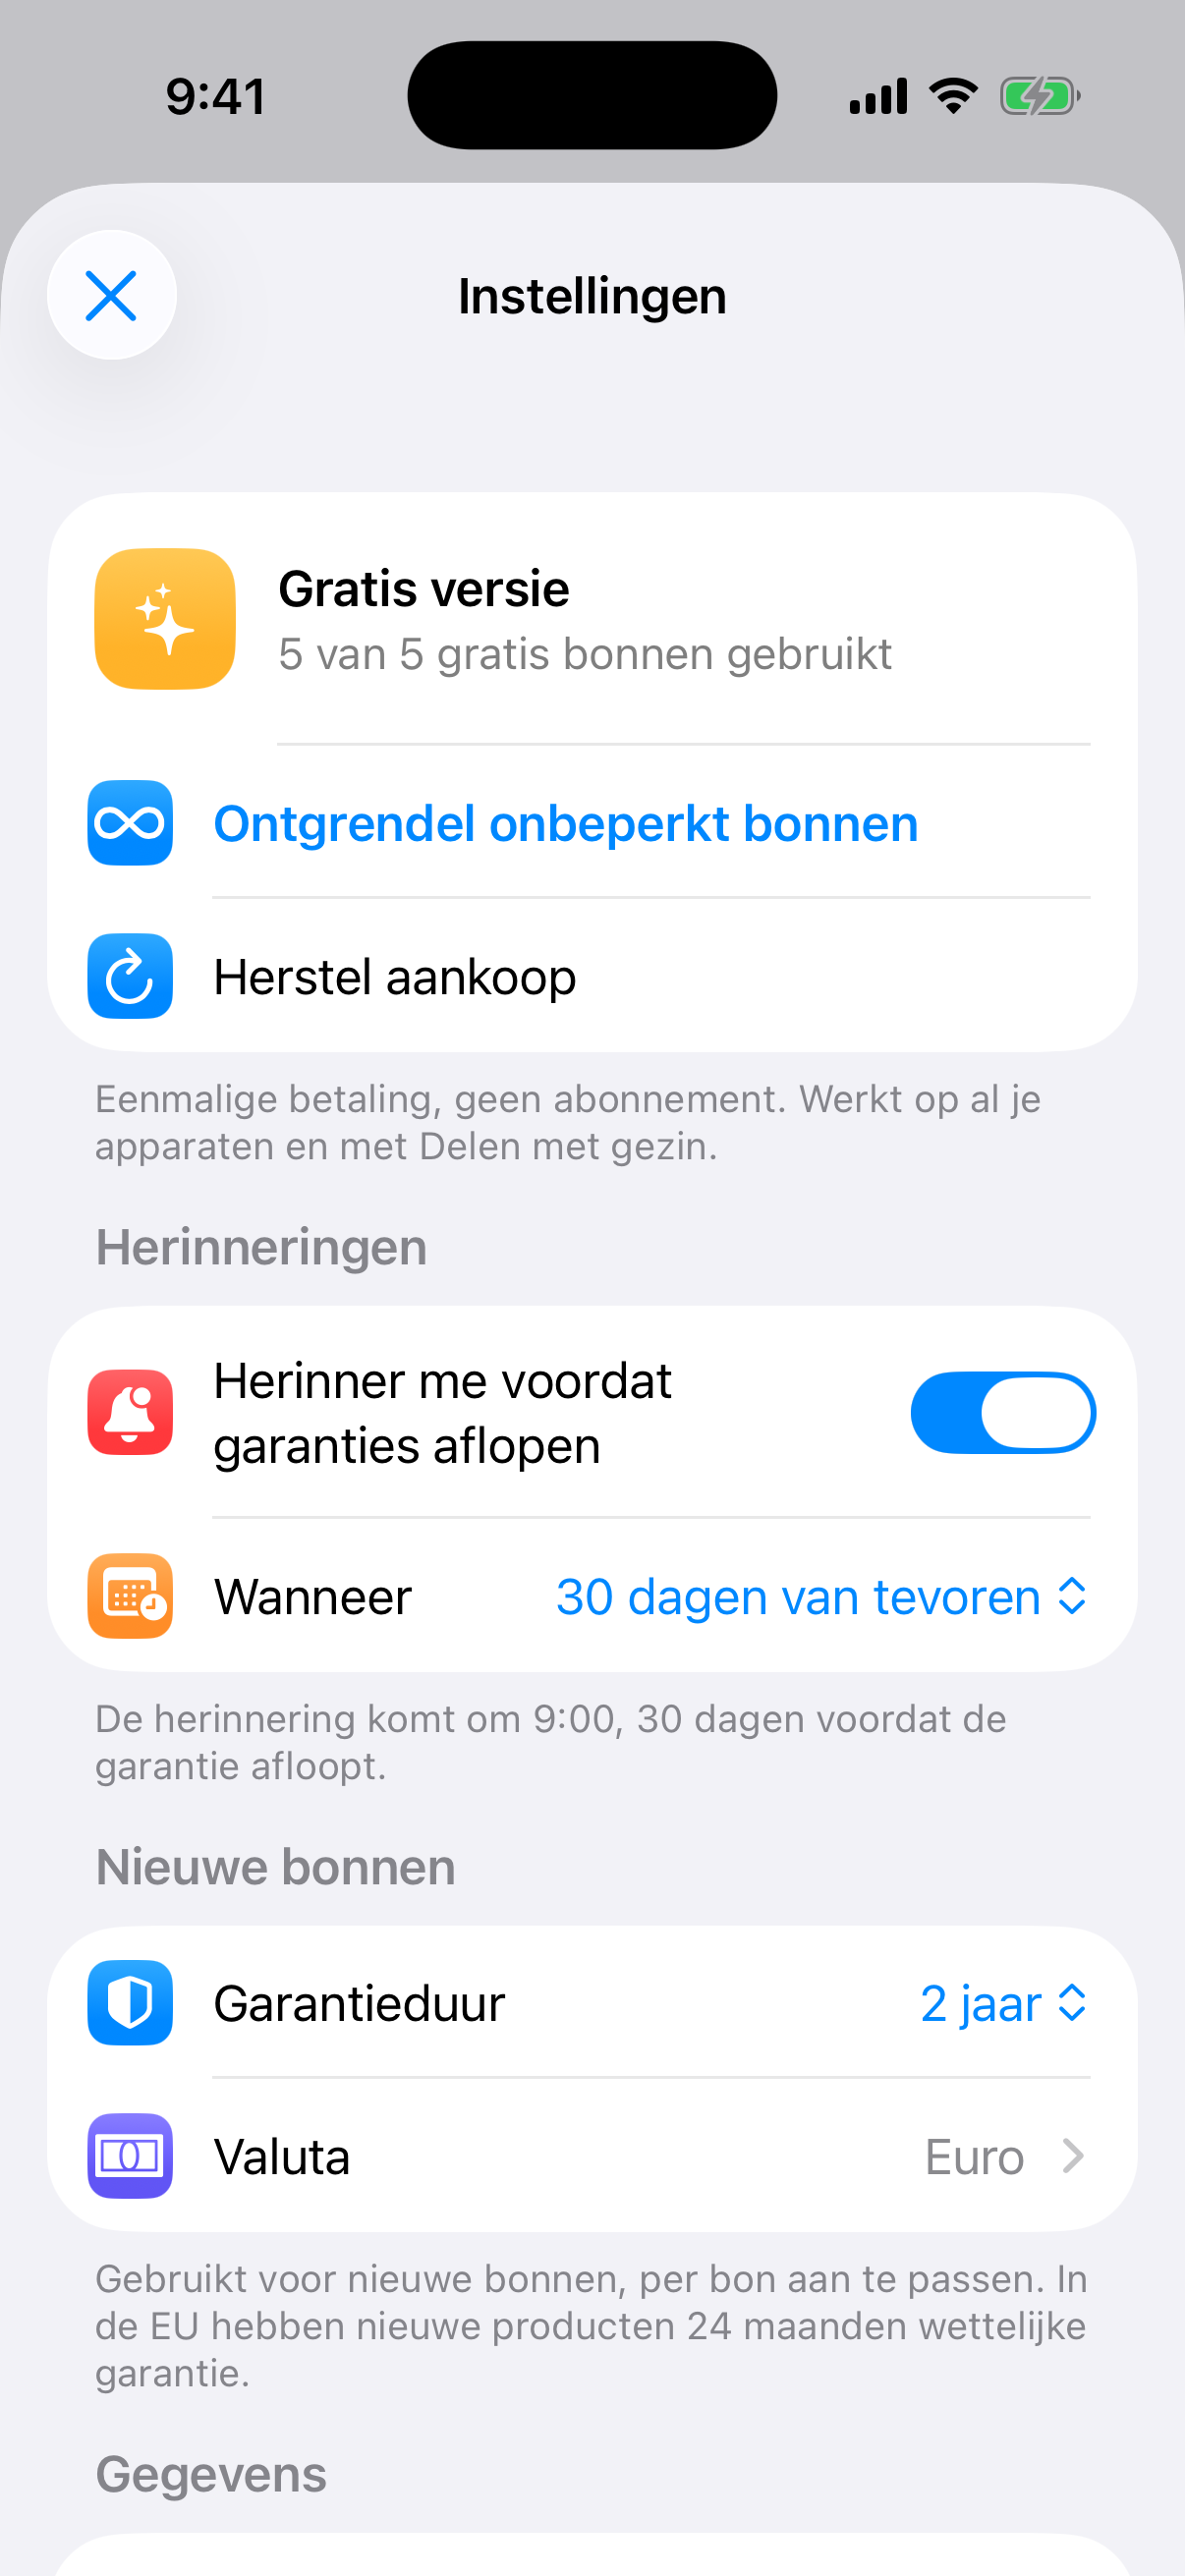 9:41
Instellingen
Gratis versie
5 van 5 gratis bonnen gebruikt
Ontgrendel onbeperkt bonnen
Herstel aankoop
Eenmalige betaling, geen abonnement. Werkt op al je
apparaten en met Delen met gezin.
Herinneringen
Herinner me voordat
garanties aflopen
Wanneer 30 dagen van tevoren
De herinnering komt om 9:00, 30 dagen voordat de
garantie afloopt.
Nieuwe bonnen
Garantieduur 2 jaar
Valuta Euro
Gebruikt voor nieuwe bonnen, per bon aan te passen. In
de EU hebben nieuwe producten 24 maanden wettelijke
garantie.
Gegevens